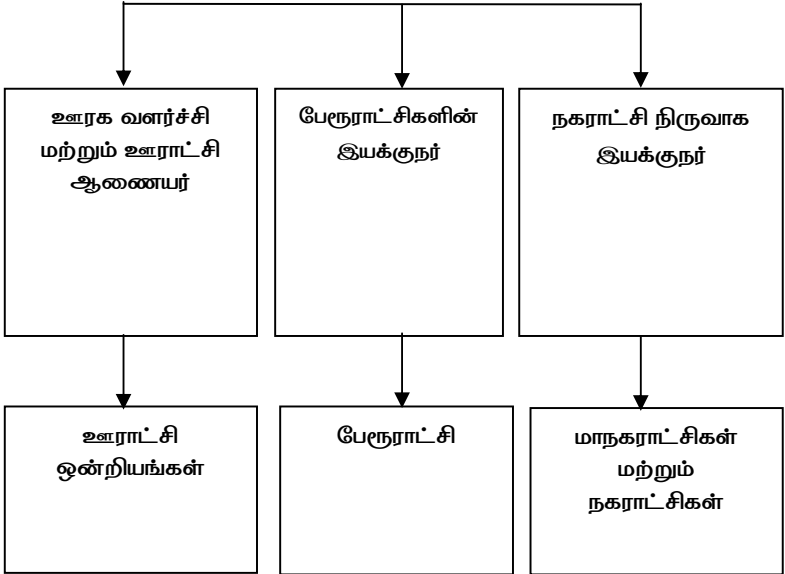 ஊரக வளர்ச்சி
மற்றும் ஊராட்சி
ஆணையர்
பேரூராட்சிகளின்
இயக்குநர்
நகராட்சி நிருவாக
இயக்குநர்
ஊராட்சி
ஒன்றியங்கள்
பேரூராட்சி
மாநகராட்சிகள்
மற்றும்
நகராட்சிகள்